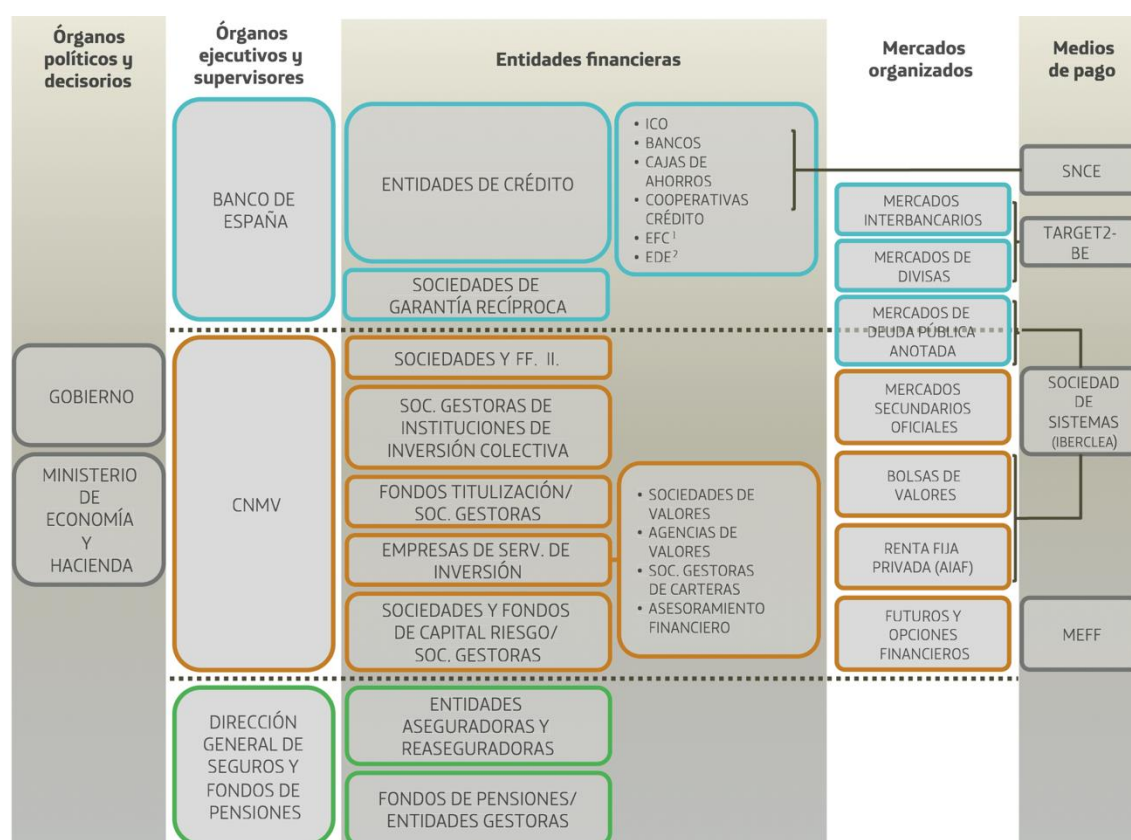 Órganos
políticos y
decisorios
Órganos
ejecutivos y
supervisores
Entidades financieras
Mercados
organizados
Medios
de pago
GOBIERNO
MINISTERIO
DE
ECONOMÍA
Y
HACIENDA
BANCO DE
ESPAÑA
ENTIDADES DE CRÉDITO
• ICO
• BANCOS
• CAJAS DE
AHORROS
• COOPERATIVAS
CRÉDITO
• EFC¹
• EDE²
SOCIEDADES DE
GARANTÍA RECÍPROCA
MERCADOS
INTERBANCARIOS
MERCADOS DE
DIVISAS
MERCADOS DE
DEUDA PÚBLICA
ANOTADA
SNCE
TARGET2-
BE
CNMV
SOCIEDADES Y FF. II.
SOC. GESTORAS DE
INSTITUCIONES DE
INVERSIÓN COLECTIVA
FONDOS TITULIZACIÓN/
SOC. GESTORAS
EMPRESAS DE SERV. DE
INVERSIÓN
SOCIEDADES Y FONDOS
DE CAPITAL RIESGO/
SOC. GESTORAS
• SOCIEDADES DE
VALORES
• AGENCIAS DE
VALORES
• SOC. GESTORAS
DE CARTERAS
• ASESORAMIENTO
FINANCIERO
MERCADOS
SECUNDARIOS
OFICIALES
BOLSAS DE
VALORES
RENTA FIJA
PRIVADA (AIAF)
FUTUROS Y
OPCIONES
FINANCIEROS
SOCIEDAD
DE
SISTEMAS
(IBERCLEA)
MEFF
DIRECCIÓN
GENERAL DE
SEGUROS Y
FONDOS DE
PENSIONES
ENTIDADES
ASEGURADORAS Y
REASEGURADORAS
FONDOS DE PENSIONES/
ENTIDADES GESTORAS